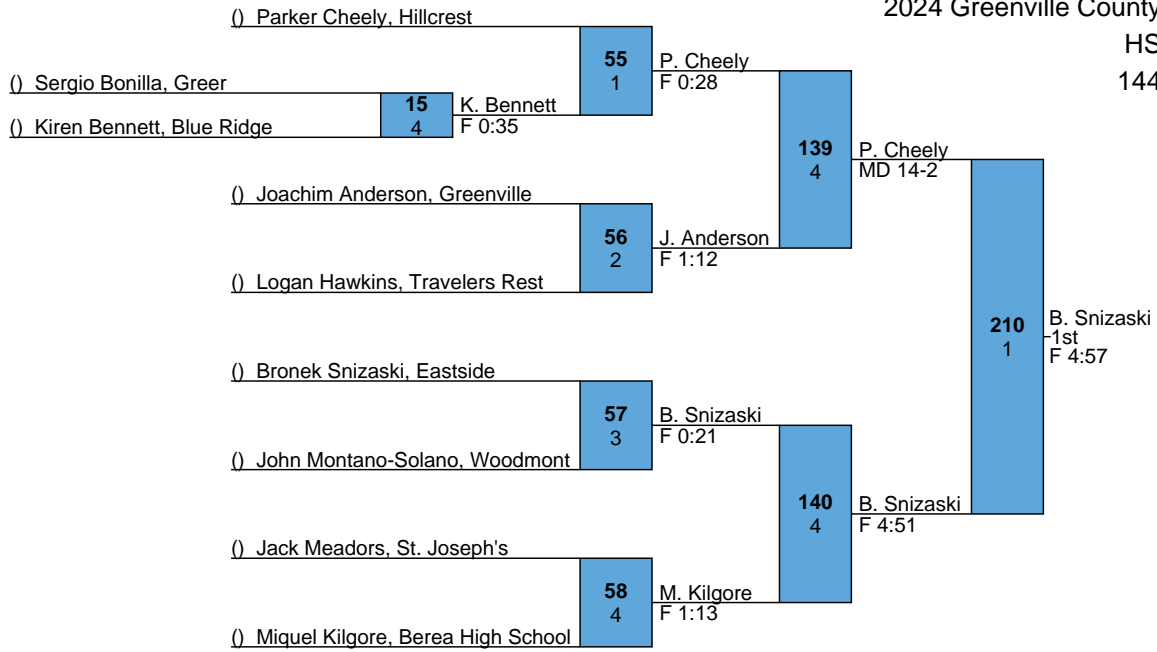 2024 Greenville County
HS
144
() Parker Cheely, Hillcrest
55
1
P. Cheely
F 0:28
() Sergio Bonilla, Greer
15
4
K. Bennett
F 0:35
() Kiren Bennett, Blue Ridge
139
4
P. Cheely
MD 14-2
() Joachim Anderson, Greenville
56
2
J. Anderson
F 1:12
() Logan Hawkins, Travelers Rest
210
1
B. Snizaski
1st
F 4:57
() Bronek Snizaski, Eastside
57
3
B. Snizaski
F 0:21
() John Montano-Solano, Woodmont
140
4
B. Snizaski
F 4:51
() Jack Meadors, St. Joseph's
58
4
M. Kilgore
F 1:13
() Miquel Kilgore, Berea High School